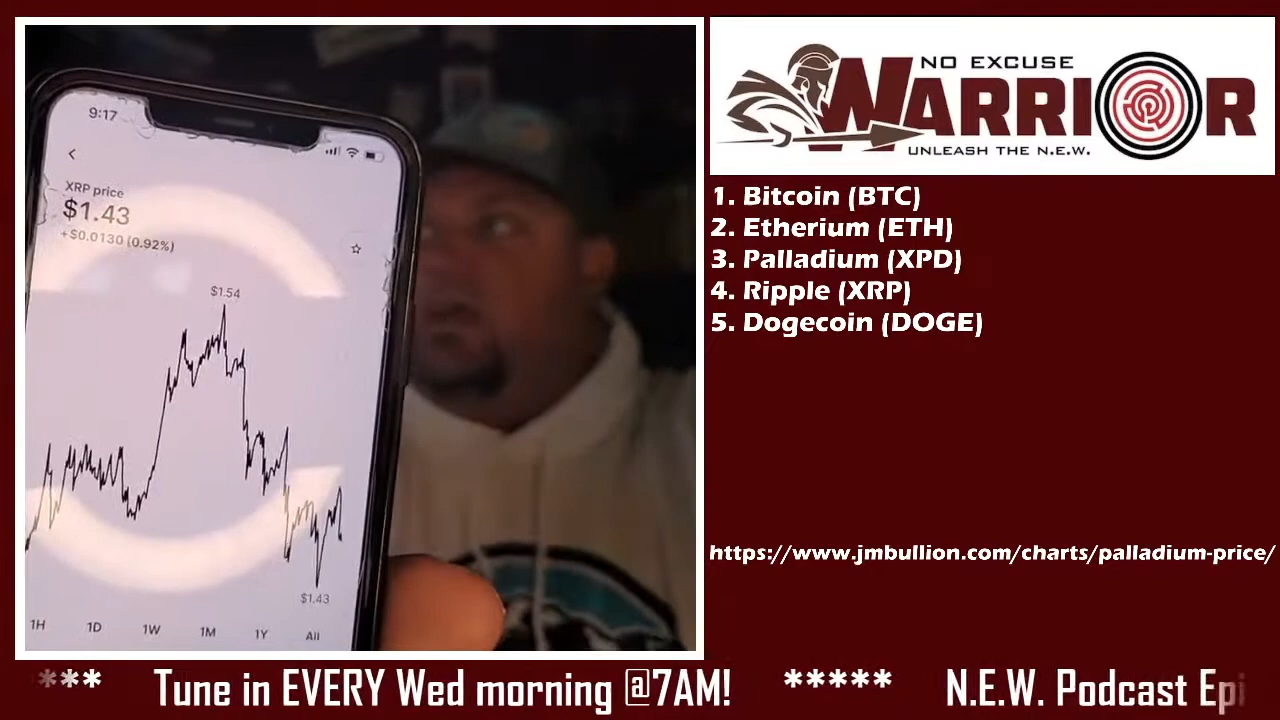 9:17
XRP price
$1.43
+$0.0130 (0.92%)
$1.54
$1.43
1H 1D 1W 1M 1Y All
NO EXCUSE
WARRIOR
UNLEASH THE N.E.W.
1. Bitcoin (BTC)
2. Etherium (ETH)
3. Palladium (XPD)
4. Ripple (XRP)
5. Dogecoin (DOGE)
https://www.jmbullion.com/charts/palladium-price/
*** Tune in EVERY Wed morning @7AM! ***** N.E.W. Podcast Epi